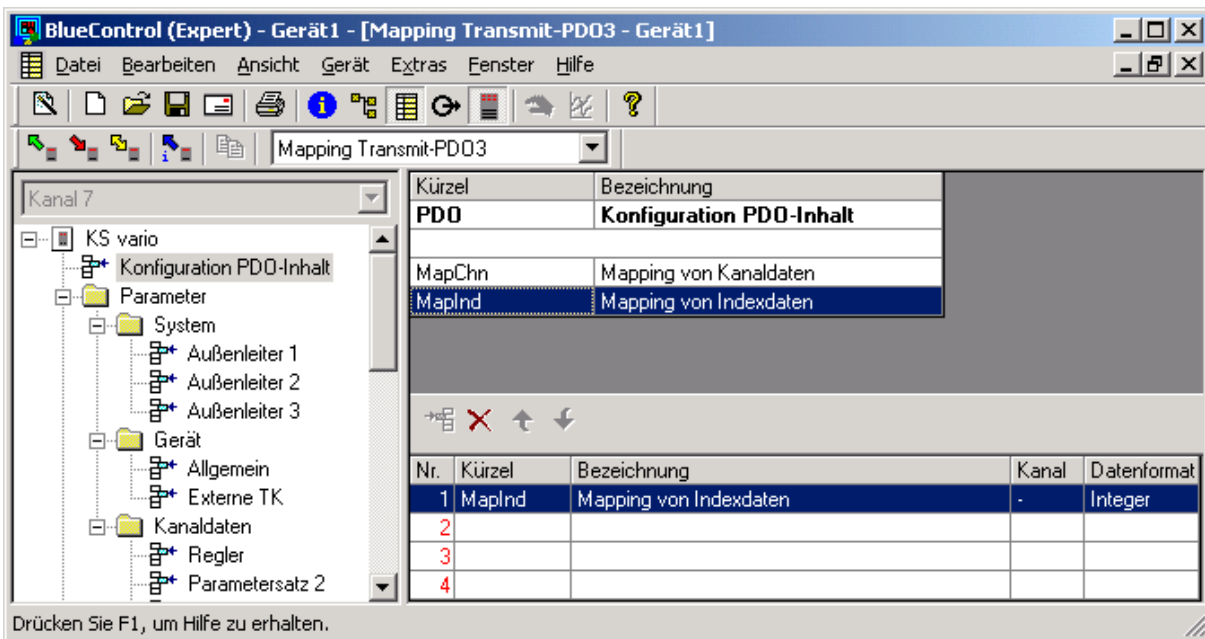 BlueControl (Expert) - Gerät1 - [Mapping Transmit-PDO3 - Gerät1]
Datei Bearbeiten Ansicht Gerät Extras Fenster Hilfe
Mapping Transmit-PDO3
Kanal 7
KS vario
Konfiguration PDO-Inhalt
Parameter
System
Außenleiter 1
Außenleiter 2
Außenleiter 3
Gerät
Allgemein
Externe TK
Kanaldaten
Regler
Parametersatz 2
Kürzel Bezeichnung
PDO Konfiguration PDO-Inhalt
MapChn Mapping von Kanaldaten
MapInd Mapping von Indexdaten
Nr. Kürzel Bezeichnung Kanal Datenformat
1 MapInd Mapping von Indexdaten - Integer
2
3
4
Drücken Sie F1, um Hilfe zu erhalten.